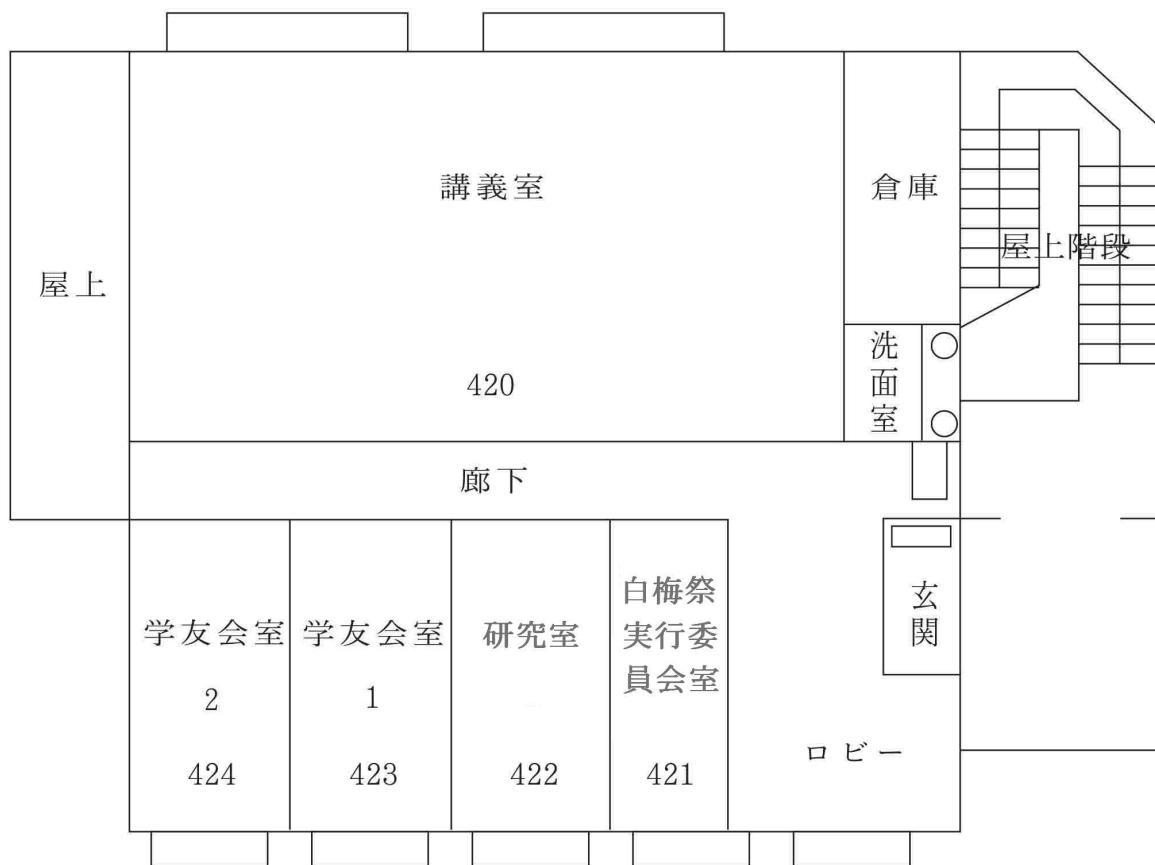 講義室
420
倉庫
屋上階段
屋上
洗面室
廊下
玄関
学友会室
2
424
学友会室
1
423
研究室
422
白梅祭
実行委
員会室
421
ロビー